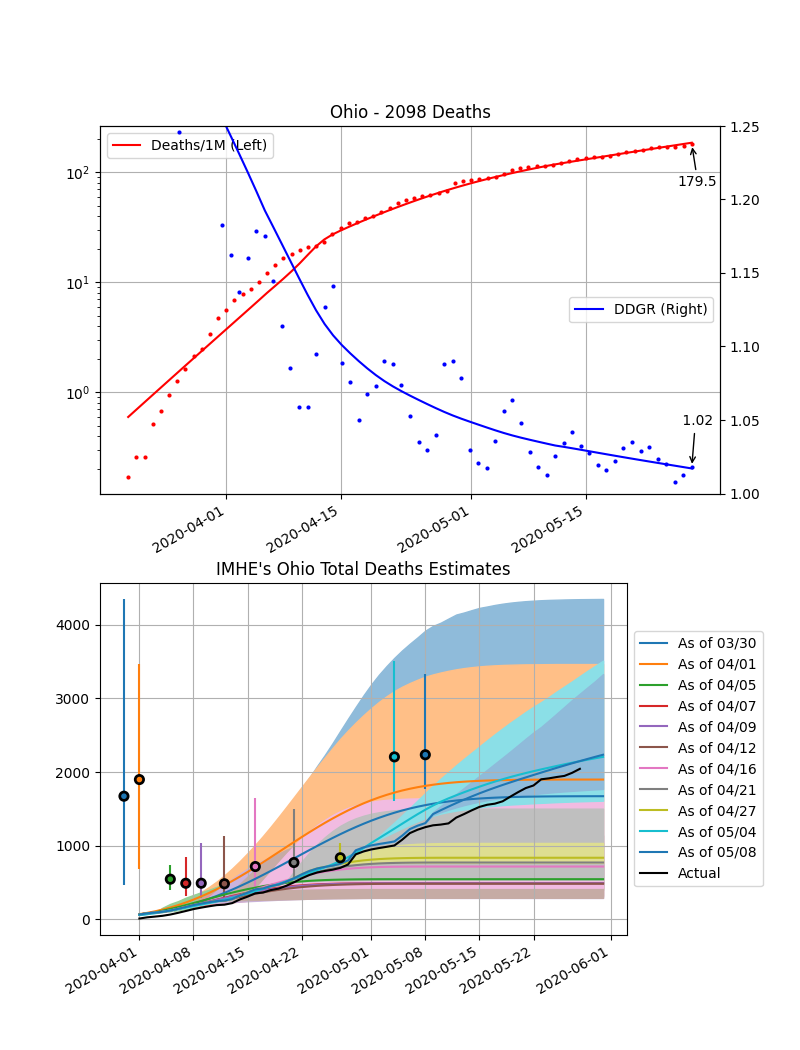 Ohio - 2098 Deaths
Deaths/1M (Left)
DDGR (Right)
179.5
1.02
10²
10¹
10⁰
1.25
1.20
1.15
1.10
1.05
1.00
2020-04-01
2020-04-15
2020-05-01
2020-05-15
IMHE's Ohio Total Deaths Estimates
4000
3000
2000
1000
0
2020-04-01
2020-04-08
2020-04-15
2020-04-22
2020-05-01
2020-05-08
2020-05-15
2020-05-22
2020-06-01
As of 03/30
As of 04/01
As of 04/05
As of 04/07
As of 04/09
As of 04/12
As of 04/16
As of 04/21
As of 04/27
As of 05/04
As of 05/08
Actual